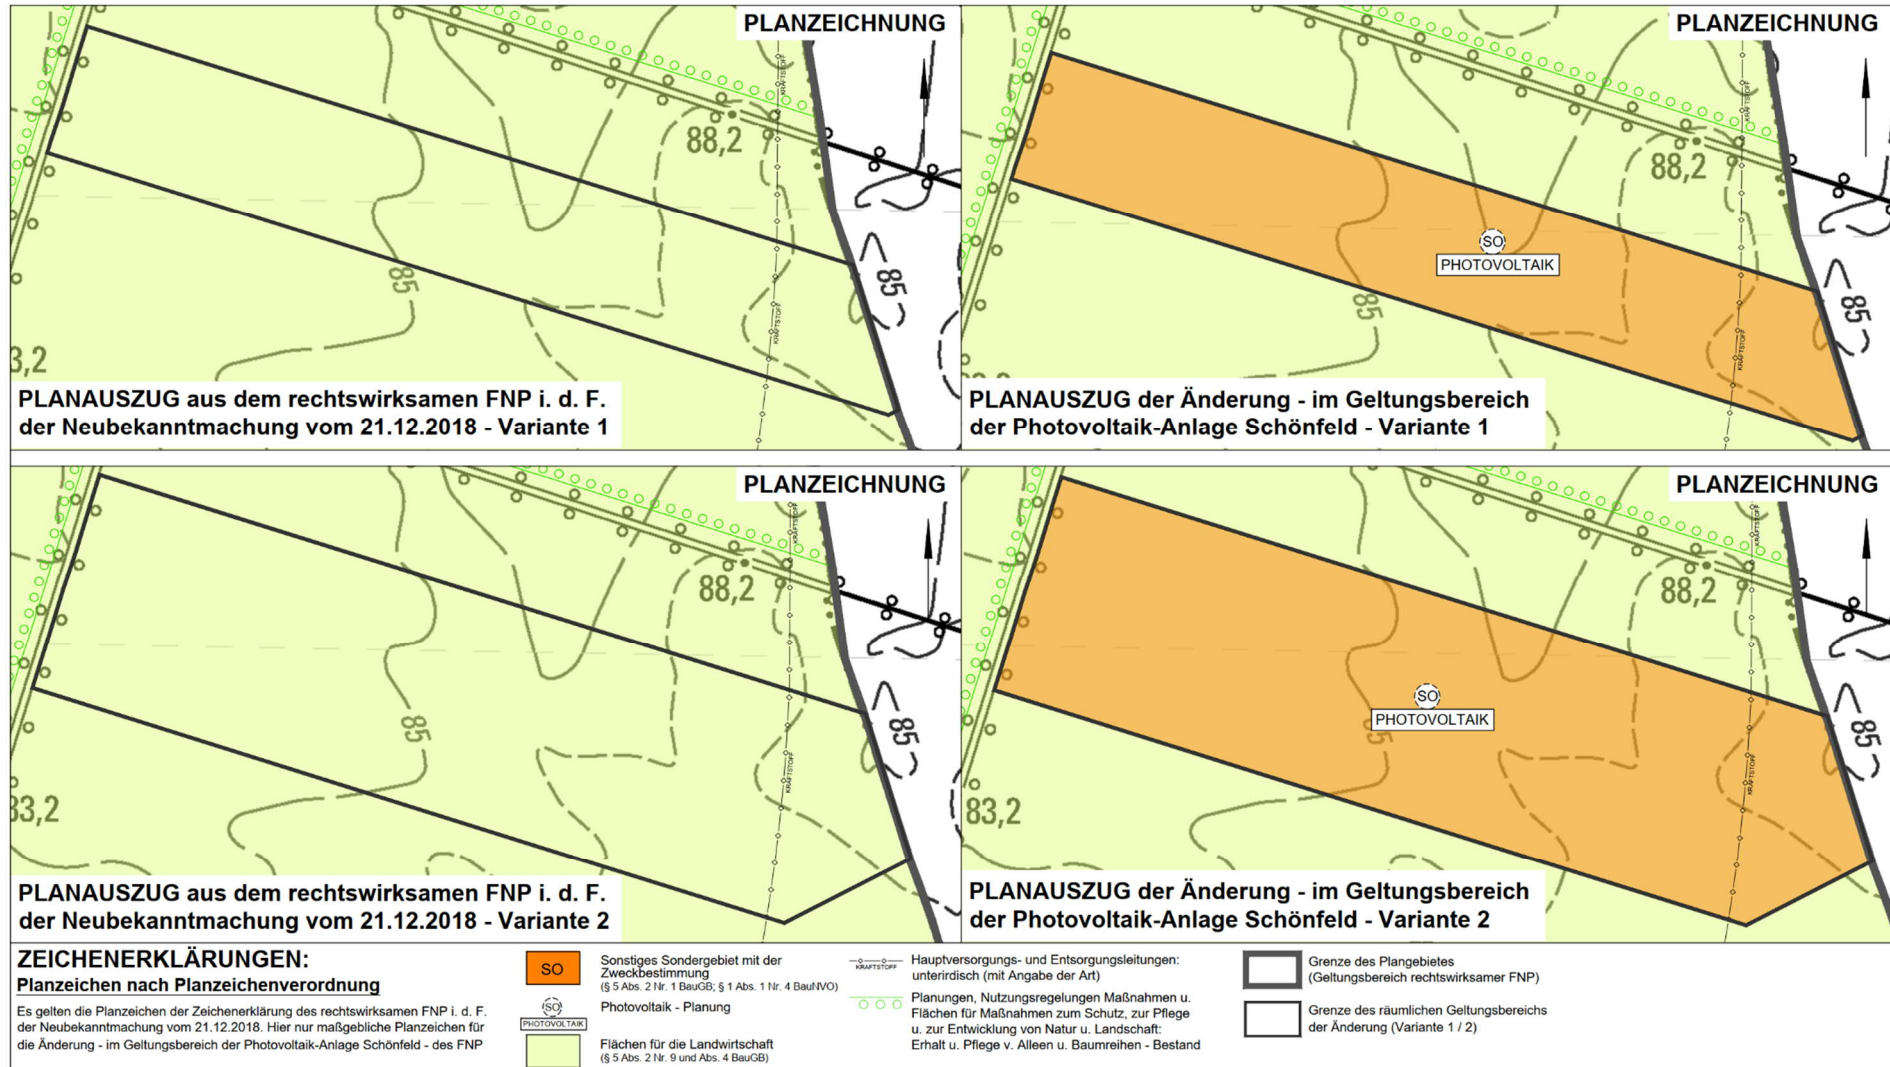 PLANZEICHNUNG
KRAFTSTOFF
88,2
85
85
KRAFTSTOFF
3,2
PLANAUSZUG aus dem rechtswirksamen FNP i. d. F.
der Neubekanntmachung vom 21.12.2018 - Variante 1
PLANZEICHNUNG
KRAFTSTOFF
88,2
SO
PHOTOVOLTAIK
85
85
KRAFTSTOFF
PLANAUSZUG der Änderung - im Geltungsbereich
der Photovoltaik-Anlage Schönfeld - Variante 1
PLANZEICHNUNG
KRAFTSTOFF
88,2
85
85
KRAFTSTOFF
83,2
PLANAUSZUG aus dem rechtswirksamen FNP i. d. F.
der Neubekanntmachung vom 21.12.2018 - Variante 2
PLANZEICHNUNG
KRAFTSTOFF
88,2
SO
PHOTOVOLTAIK
85
85
KRAFTSTOFF
83,2
PLANAUSZUG der Änderung - im Geltungsbereich
der Photovoltaik-Anlage Schönfeld - Variante 2
ZEICHENERKLÄRUNGEN:
Planzeichen nach Planzeichenverordnung
Es gelten die Planzeichen der Zeichenerklärung des rechtswirksamen FNP i. d. F.
der Neubekanntmachung vom 21.12.2018. Hier nur maßgebliche Planzeichen für
die Änderung - im Geltungsbereich der Photovoltaik-Anlage Schönfeld - des FNP
SO
Sonstiges Sondergebiet mit der
Zweckbestimmung
(§ 5 Abs. 2 Nr. 1 BauGB; § 1 Abs. 1 Nr. 4 BauNVO)
SO
PHOTOVOLTAIK
Photovoltaik - Planung
Flächen für die Landwirtschaft
(§ 5 Abs. 2 Nr. 9 und Abs. 4 BauGB)
KRAFTSTOFF
Hauptversorgungs- und Entsorgungsleitungen:
unterirdisch (mit Angabe der Art)
Planungen, Nutzungsregelungen Maßnahmen u.
Flächen für Maßnahmen zum Schutz, zur Pflege
u. zur Entwicklung von Natur u. Landschaft:
Erhalt u. Pflege v. Alleen u. Baumreihen - Bestand
Grenze des Plangebietes
(Geltungsbereich rechtswirksamer FNP)
Grenze des räumlichen Geltungsbereichs
der Änderung (Variante 1 / 2)